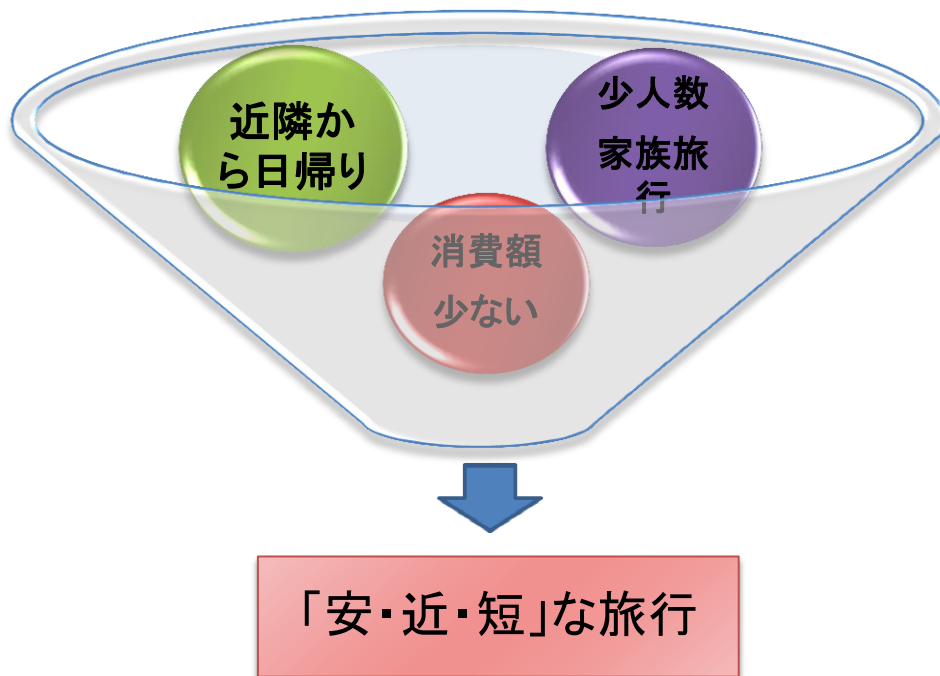 近隣か
ら日帰り
少人数
家族旅
行
消費額
少ない
「安・近・短」な旅行